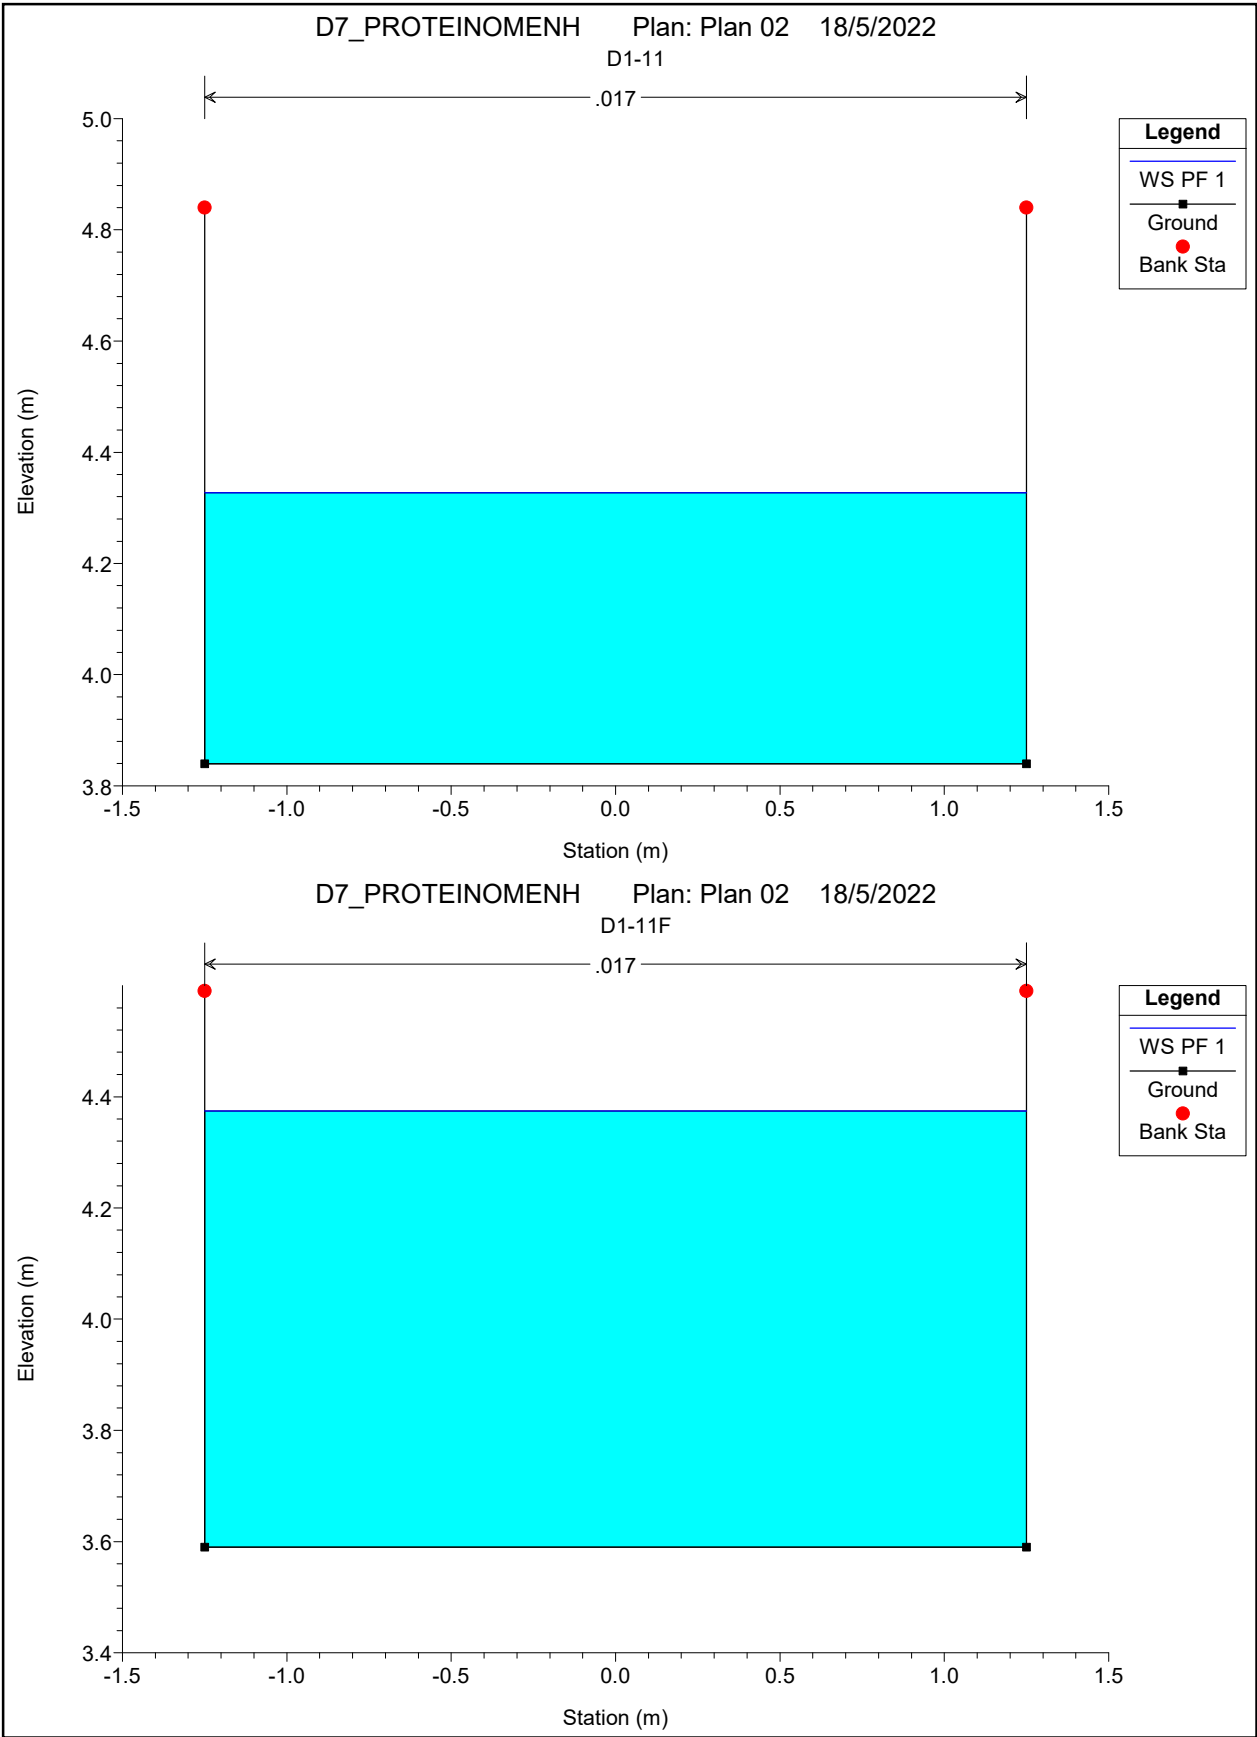 D7_PROTEINOMENH Plan: Plan 02 18/5/2022
D1-11
.017
5.0
4.8
4.6
4.4
4.2
4.0
3.8
Elevation (m)
-1.5 -1.0 -0.5 0.0 0.5 1.0 1.5
Station (m)
Legend
WS PF 1
Ground
Bank Sta
D7_PROTEINOMENH Plan: Plan 02 18/5/2022
D1-11F
.017
4.4
4.2
4.0
3.8
3.6
3.4
Elevation (m)
-1.5 -1.0 -0.5 0.0 0.5 1.0 1.5
Station (m)
Legend
WS PF 1
Ground
Bank Sta